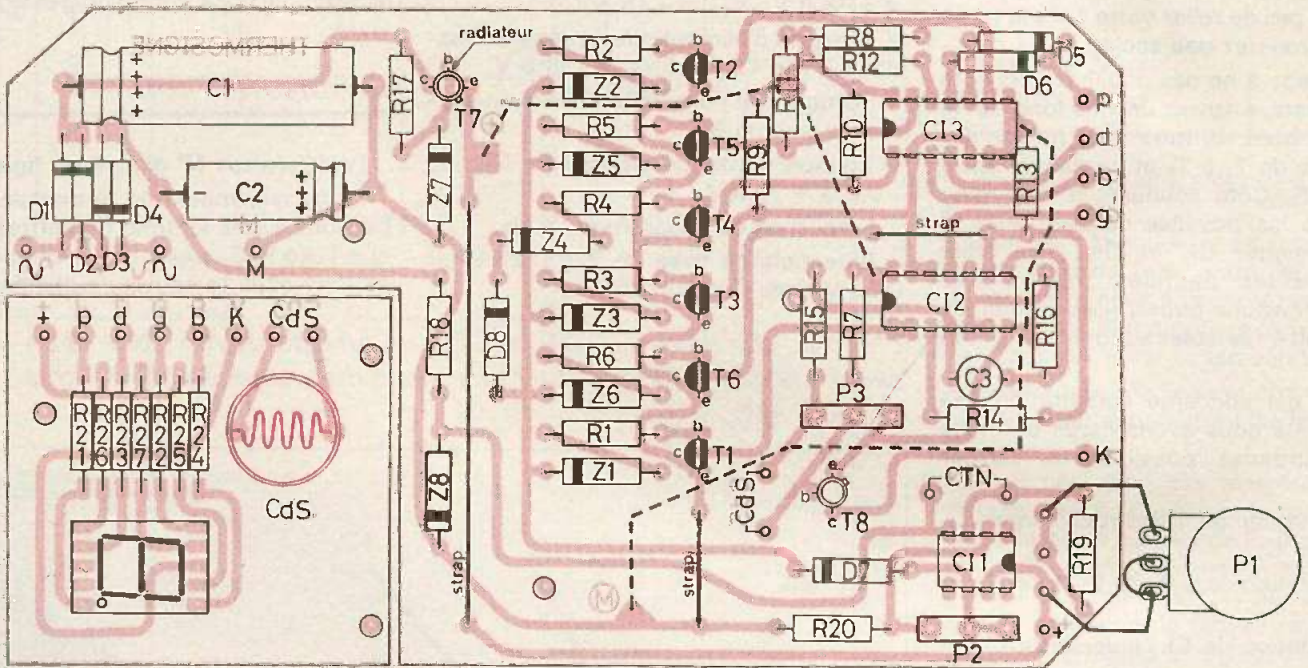 radiateur
THERMOSTONE
C1
R17
b
c
e
T7
R2
Z2
R5
Z5
R4
Z4
R3
Z3
R6
Z6
R1
Z1
b
c
e
T2
b
c
e
T5
b
c
e
T4
b
c
e
T3
b
c
e
T6
b
c
e
T1
R8
R12
R11
R9
R10
CI3
D5
D6
p
d
b
g
R13
strap
CI2
R15
R7
R16
C3
P3
R14
K
CdS
CTN
e
b
c
T8
D7
CI1
R19
P1
R20
P2
+
D1
D4
C2
D2
D3
M
Z7
R18
D8
Z8
strap
strap
M
+ p d g b K CdS
R21
R26
R23
R27
R22
R25
R24
CdS